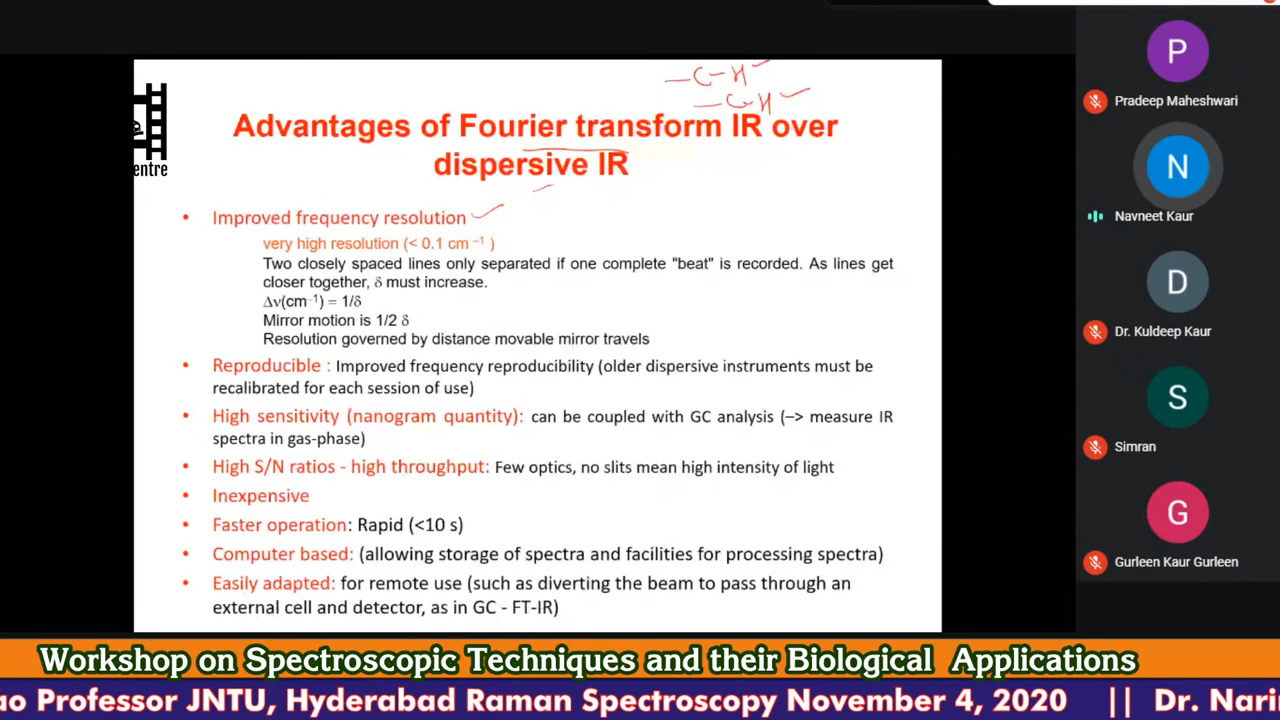 -C-H
-C-H
entre
Advantages of Fourier transform IR over
dispersive IR
• Improved frequency resolution
very high resolution (< 0.1 cm⁻¹ )
Two closely spaced lines only separated if one complete "beat" is recorded. As lines get
closer together, δ must increase.
Δν(cm⁻¹) = 1/δ
Mirror motion is 1/2 δ
Resolution governed by distance movable mirror travels
• Reproducible : Improved frequency reproducibility (older dispersive instruments must be
recalibrated for each session of use)
• High sensitivity (nanogram quantity): can be coupled with GC analysis (–> measure IR
spectra in gas-phase)
• High S/N ratios - high throughput: Few optics, no slits mean high intensity of light
• Inexpensive
• Faster operation: Rapid (<10 s)
• Computer based: (allowing storage of spectra and facilities for processing spectra)
• Easily adapted: for remote use (such as diverting the beam to pass through an
external cell and detector, as in GC - FT-IR)
P
Pradeep Maheshwari
N
Navneet Kaur
D
Dr. Kuldeep Kaur
S
Simran
G
Gurleen Kaur Gurleen
Workshop on Spectroscopic Techniques and their Biological Applications
ao Professor JNTU, Hyderabad Raman Spectroscopy November 4, 2020 || Dr. Narin